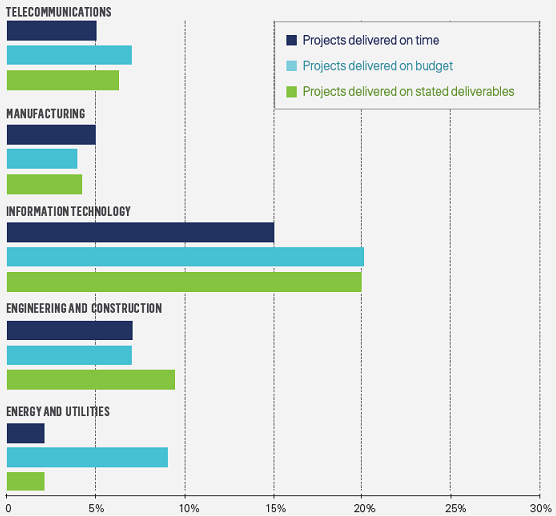 TELECOMMUNICATIONS
Projects delivered on time
Projects delivered on budget
Projects delivered on stated deliverables
MANUFACTURING
INFORMATION TECHNOLOGY
ENGINEERING AND CONSTRUCTION
ENERGY AND UTILITIES
0 5% 10% 15% 20% 25% 30%